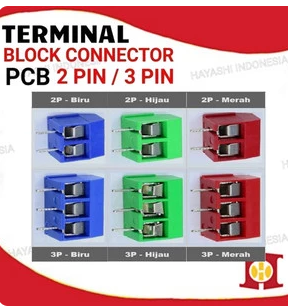 TERMINAL
BLOCK CONNECTOR
PCB 2 PIN / 3 PIN
HAYASHI INDONESIA
2P - Biru
2P - Hijau
2P - Merah
3P - Biru
3P - Hijau
3P - Merah